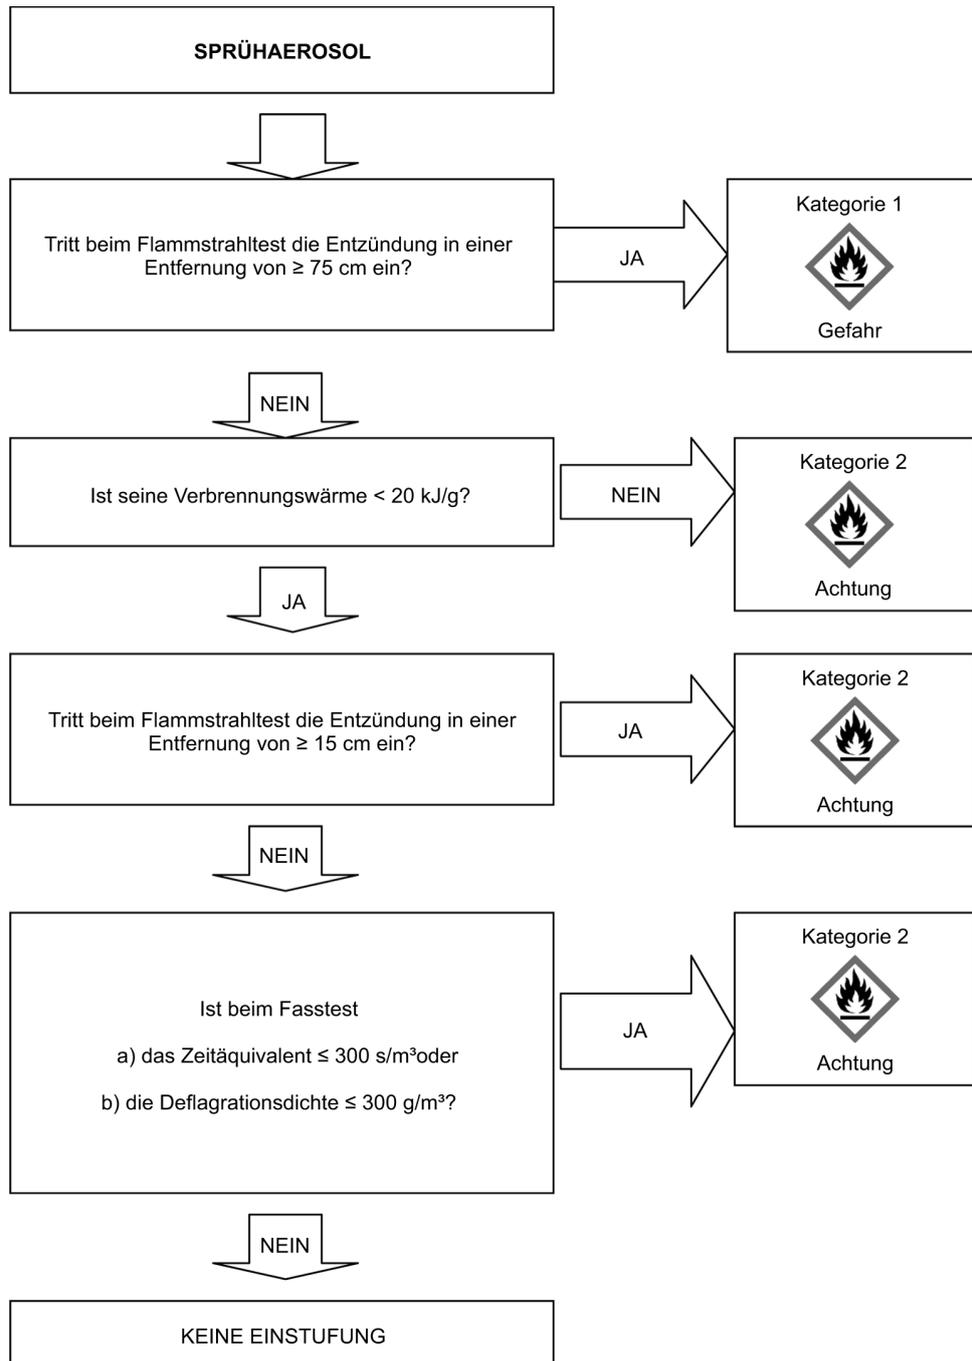 SPRÜHAEROSOL
Tritt beim Flammstrahltest die Entzündung in einer
Entfernung von ≥ 75 cm ein?
JA
Kategorie 1
Gefahr
NEIN
Ist seine Verbrennungswärme < 20 kJ/g?
NEIN
Kategorie 2
Achtung
JA
Tritt beim Flammstrahltest die Entzündung in einer
Entfernung von ≥ 15 cm ein?
JA
Kategorie 2
Achtung
NEIN
Ist beim Fasstest
a) das Zeitäquivalent ≤ 300 s/m³oder
b) die Deflagrationsdichte ≤ 300 g/m³?
JA
Kategorie 2
Achtung
NEIN
KEINE EINSTUFUNG